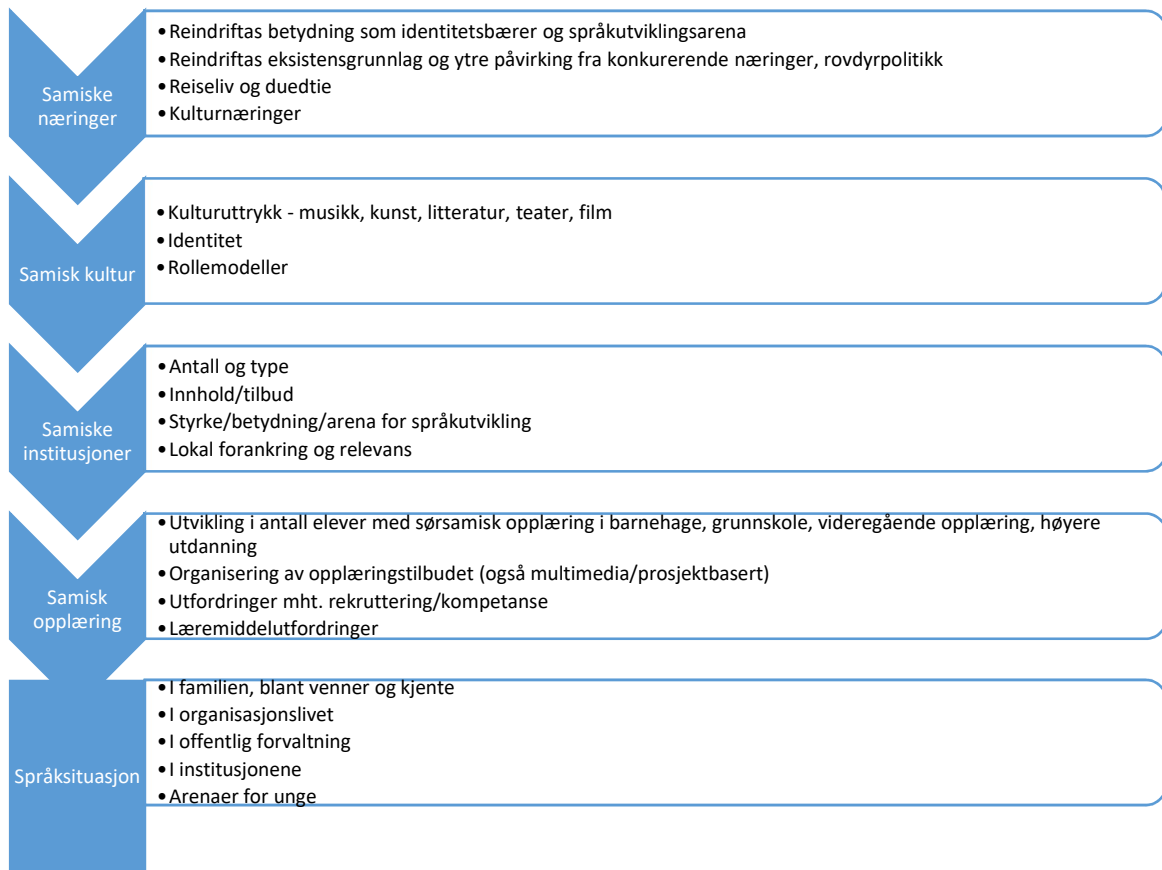 Samiske
næringer
•Reindriftas betydning som identitetsbærer og språkutviklingsarena
•Reindriftas eksistensgrunnlag og ytre påvirking fra konkurerende næringer, rovdyrpolitikk
•Reiseliv og duedtie
•Kulturnæringer
Samisk kultur
•Kulturuttrykk - musikk, kunst, litteratur, teater, film
•Identitet
•Rollemodeller
Samiske
institusjoner
•Antall og type
•Innhold/tilbud
•Styrke/betydning/arena for språkutvikling
•Lokal forankring og relevans
Samisk
opplæring
•Utvikling i antall elever med sørsamisk opplæring i barnehage, grunnskole, videregående opplæring, høyere
utdanning
•Organisering av opplæringstilbudet (også multimedia/prosjektbasert)
•Utfordringer mht. rekruttering/kompetanse
•Læremiddelutfordringer
Språksituasjon
•I familien, blant venner og kjente
•I organisasjonslivet
•I offentlig forvaltning
•I institusjonene
•Arenaer for unge